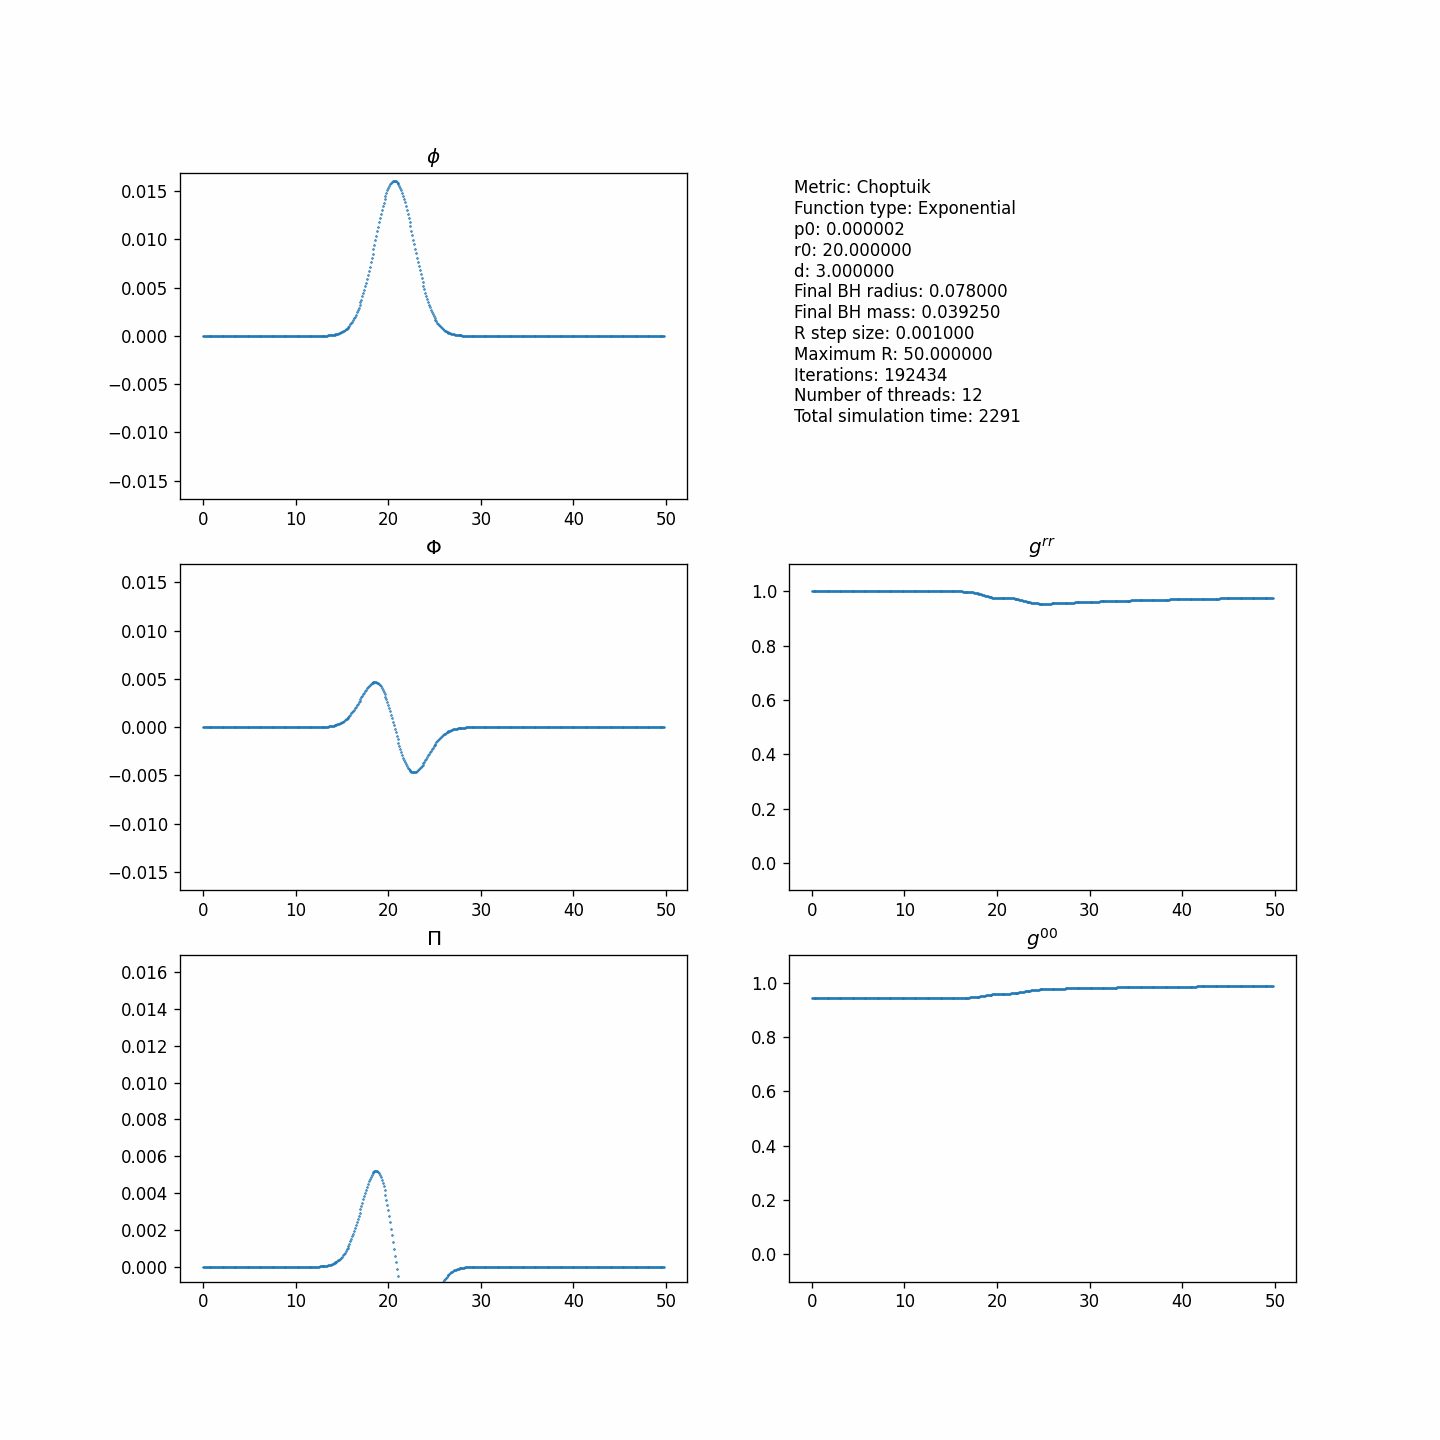 ϕ
0.015
0.010
0.005
0.000
−0.005
−0.010
−0.015
0 10 20 30 40 50
Metric: Choptuik
Function type: Exponential
p0: 0.000002
r0: 20.000000
d: 3.000000
Final BH radius: 0.078000
Final BH mass: 0.039250
R step size: 0.001000
Maximum R: 50.000000
Iterations: 192434
Number of threads: 12
Total simulation time: 2291
Φ
0.015
0.010
0.005
0.000
−0.005
−0.010
−0.015
0 10 20 30 40 50
g^{rr}
1.0
0.8
0.6
0.4
0.2
0.0
0 10 20 30 40 50
Π
0.016
0.014
0.012
0.010
0.008
0.006
0.004
0.002
0.000
0 10 20 30 40 50
g^{00}
1.0
0.8
0.6
0.4
0.2
0.0
0 10 20 30 40 50